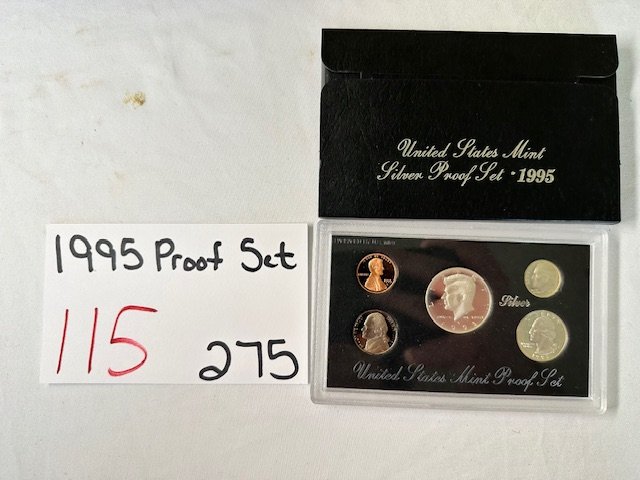 United States Mint
Silver Proof Set · 1995
1995 Proof Set
115
275
Silver
United States Mint Proof Set